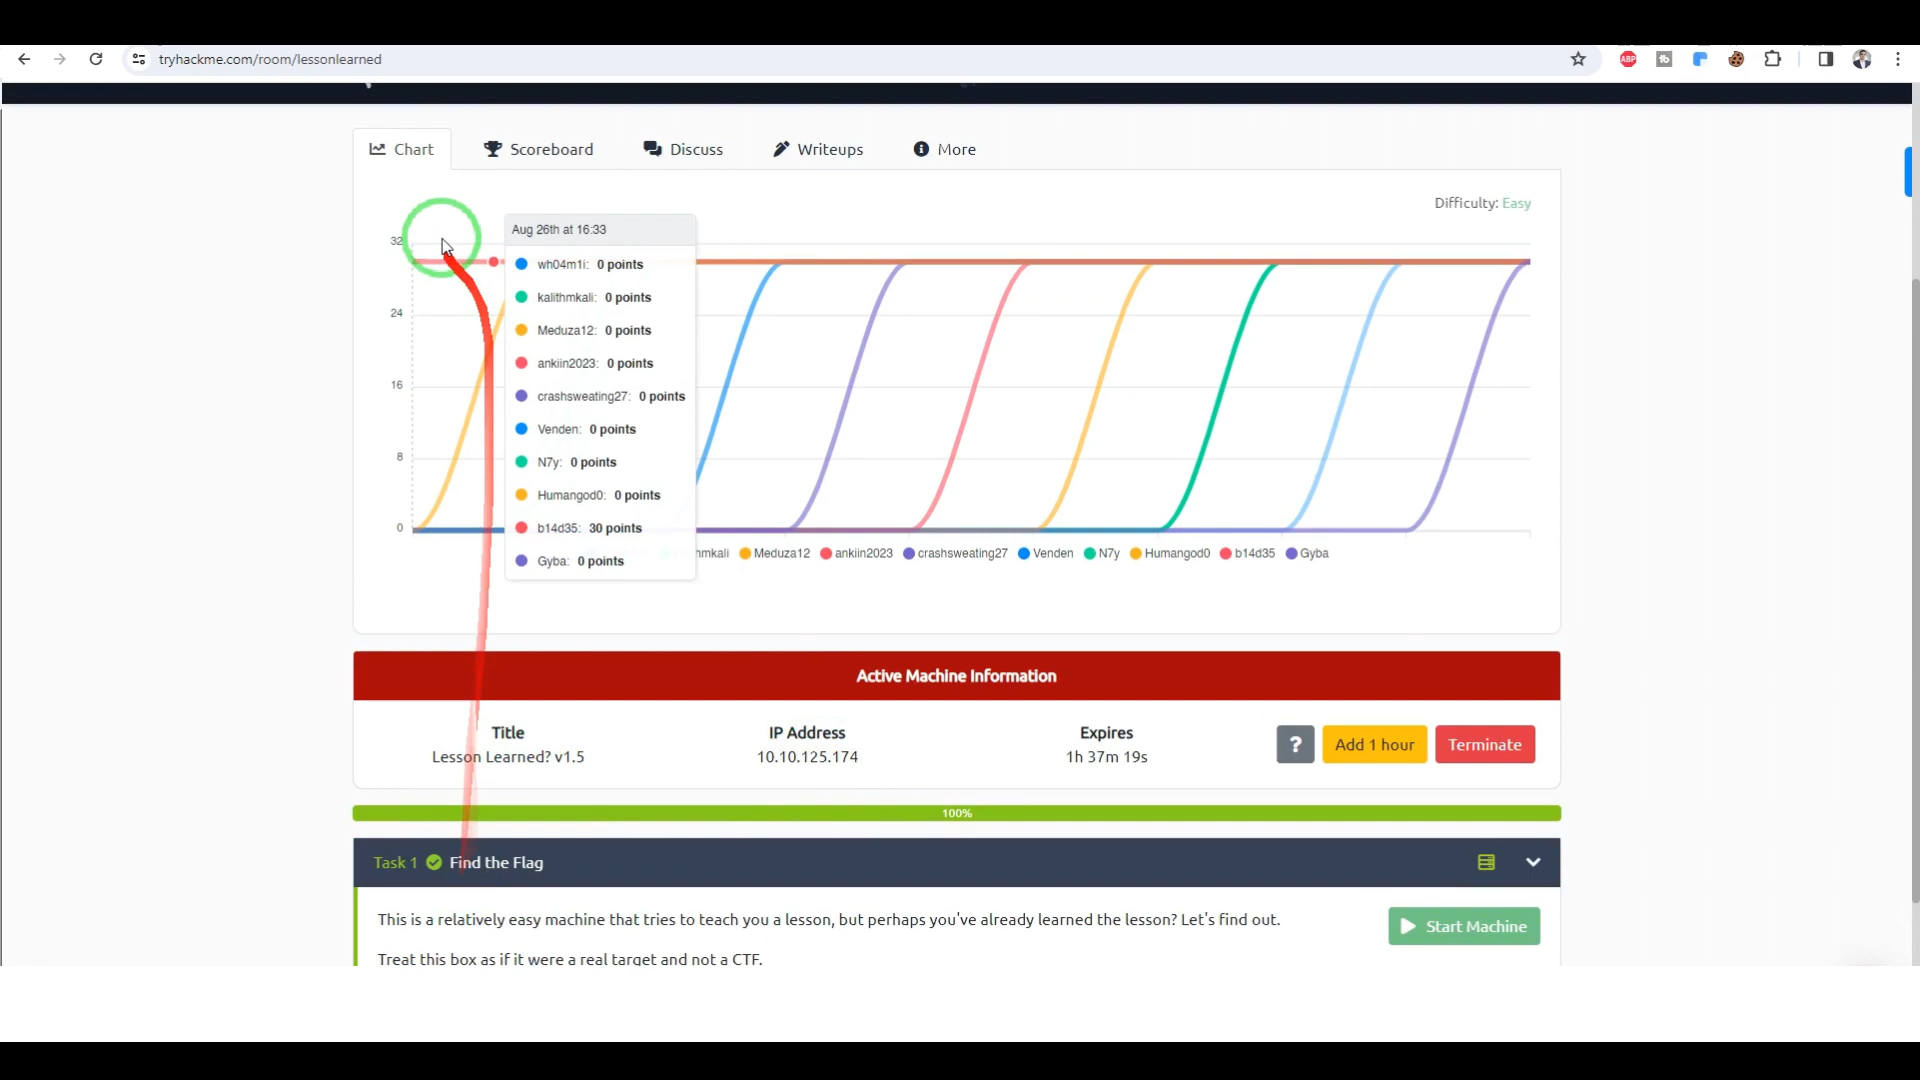 tryhackme.com/room/lessonlearned
ABP
Chart
Scoreboard
Discuss
Writeups
More
Difficulty: Easy
32
24
16
8
0
Aug 26th at 16:33
wh04m1i: 0 points
kalithmkali: 0 points
Meduza12: 0 points
ankiin2023: 0 points
crashsweating27: 0 points
Venden: 0 points
N7y: 0 points
Humangod0: 0 points
b14d35: 30 points
Gyba: 0 points
hmkali Meduza12 ankiin2023 crashsweating27 Venden N7y Humangod0 b14d35 Gyba
Active Machine Information
Title
Lesson Learned? v1.5
IP Address
10.10.125.174
Expires
1h 37m 19s
?
Add 1 hour
Terminate
100%
Task 1 Find the Flag
This is a relatively easy machine that tries to teach you a lesson, but perhaps you've already learned the lesson? Let's find out.
Start Machine
Treat this box as if it were a real target and not a CTF.